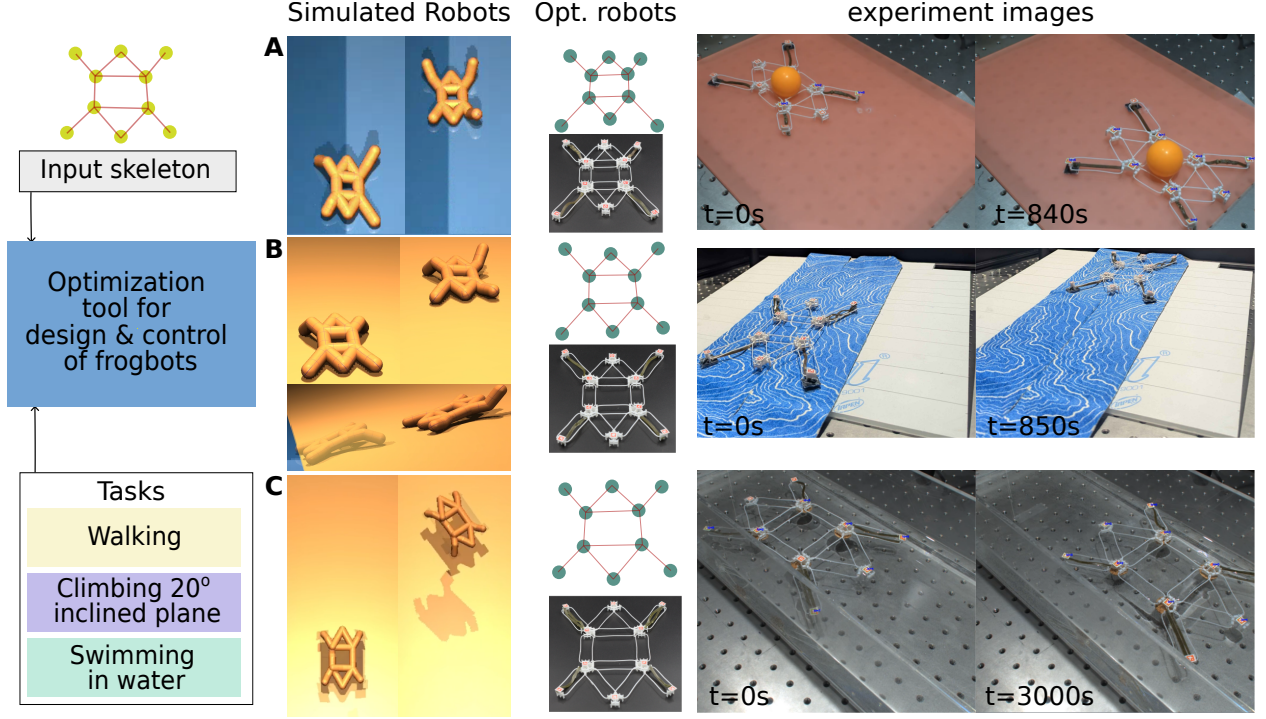 Simulated Robots
Opt. robots
experiment images
A
Input skeleton
t=0s
t=840s
B
Optimization
tool for
design & control
of frogbots
t=0s
t=850s
C
Tasks
Walking
Climbing 20°
inclined plane
Swimming
in water
t=0s
t=3000s